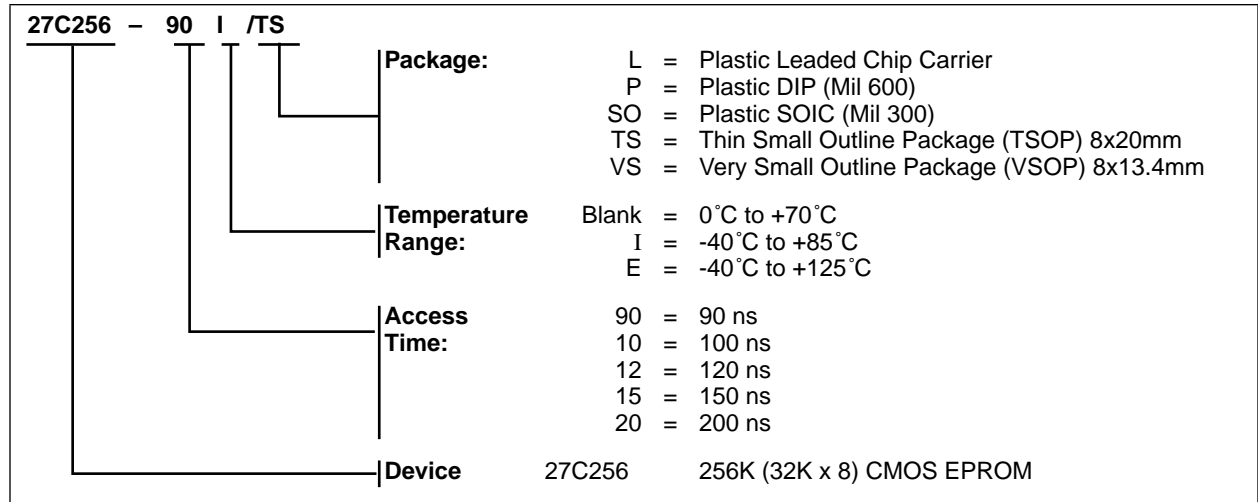 27C256 – 90 I /TS
Package: L = Plastic Leaded Chip Carrier
P = Plastic DIP (Mil 600)
SO = Plastic SOIC (Mil 300)
TS = Thin Small Outline Package (TSOP) 8x20mm
VS = Very Small Outline Package (VSOP) 8x13.4mm
Temperature Blank = 0˚C to +70˚C
Range: I = -40˚C to +85˚C
E = -40˚C to +125˚C
Access 90 = 90 ns
Time: 10 = 100 ns
12 = 120 ns
15 = 150 ns
20 = 200 ns
Device 27C256 256K (32K x 8) CMOS EPROM